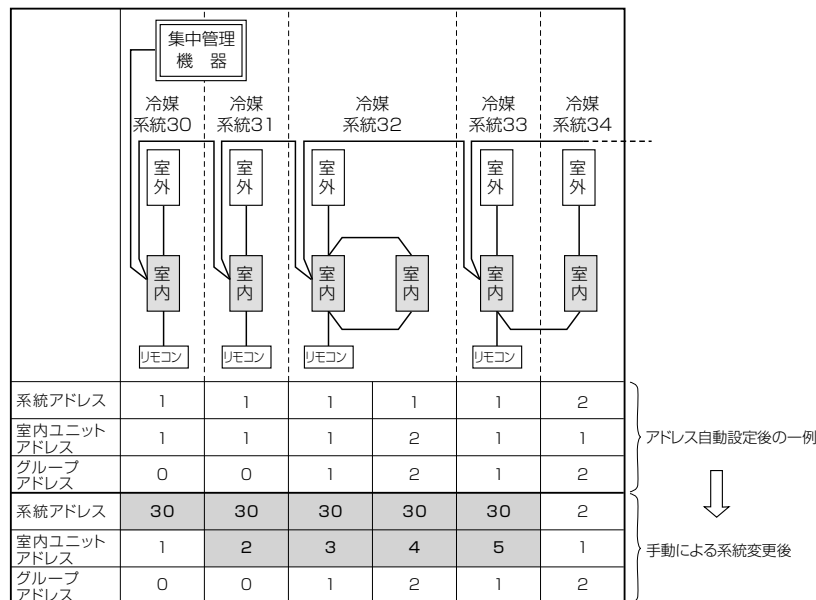 集中管理
機 器
冷媒
系統30
冷媒
系統31
冷媒
系統32
冷媒
系統33
冷媒
系統34
室外
室外
室外
室外
室外
室内
室内
室内
室内
室内
室内
リモコン
リモコン
リモコン
リモコン
系統アドレス 1 1 1 1 1 2
室内ユニット
アドレス 1 1 1 2 1 1
グループ
アドレス 0 0 1 2 1 2
アドレス自動設定後の一例
系統アドレス 30 30 30 30 30 2
室内ユニット
アドレス 1 2 3 4 5 1
グループ
アドレス 0 0 1 2 1 2
手動による系統変更後